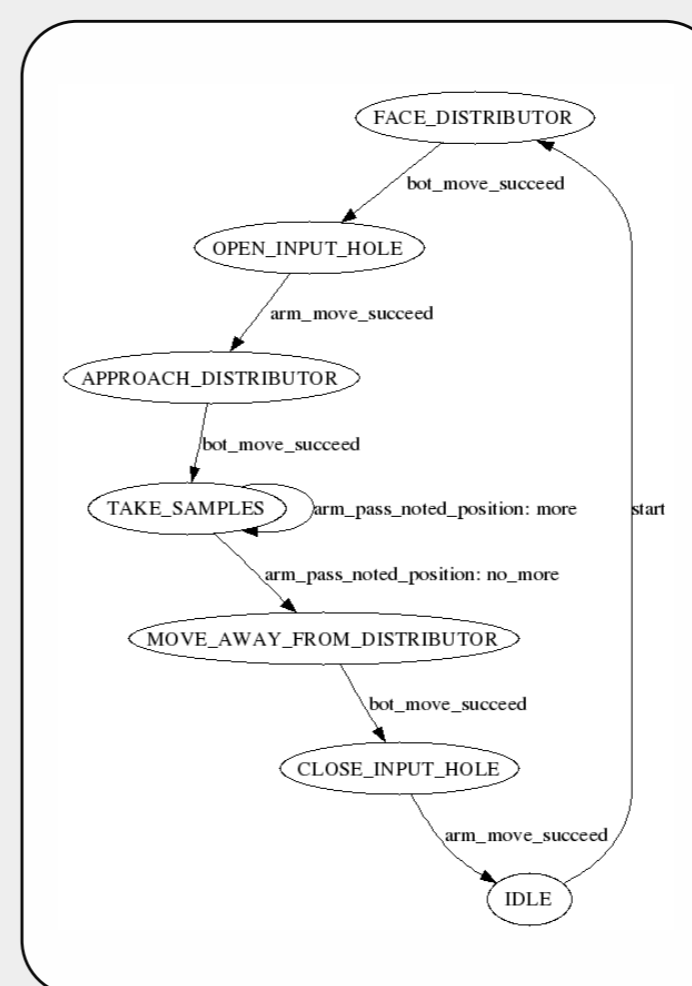 FACE_DISTRIBUTOR
bot_move_succeed
OPEN_INPUT_HOLE
arm_move_succeed
APPROACH_DISTRIBUTOR
bot_move_succeed
TAKE_SAMPLES
arm_pass_noted_position: more
start
arm_pass_noted_position: no_more
MOVE_AWAY_FROM_DISTRIBUTOR
bot_move_succeed
CLOSE_INPUT_HOLE
arm_move_succeed
IDLE